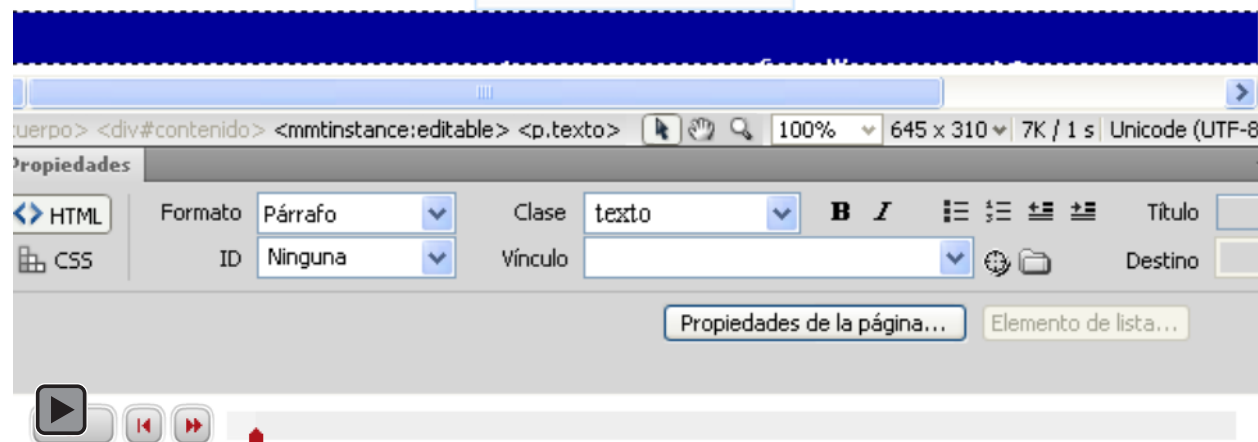 cuerpo> <div#contenido> <mmtinstance:editable> <p.texto> 100% 645 x 310 7K / 1 s Unicode (UTF-8
Propiedades
<> HTML Formato Párrafo Clase texto B I Título
CSS ID Ninguna Vínculo Destino
Propiedades de la página... Elemento de lista...